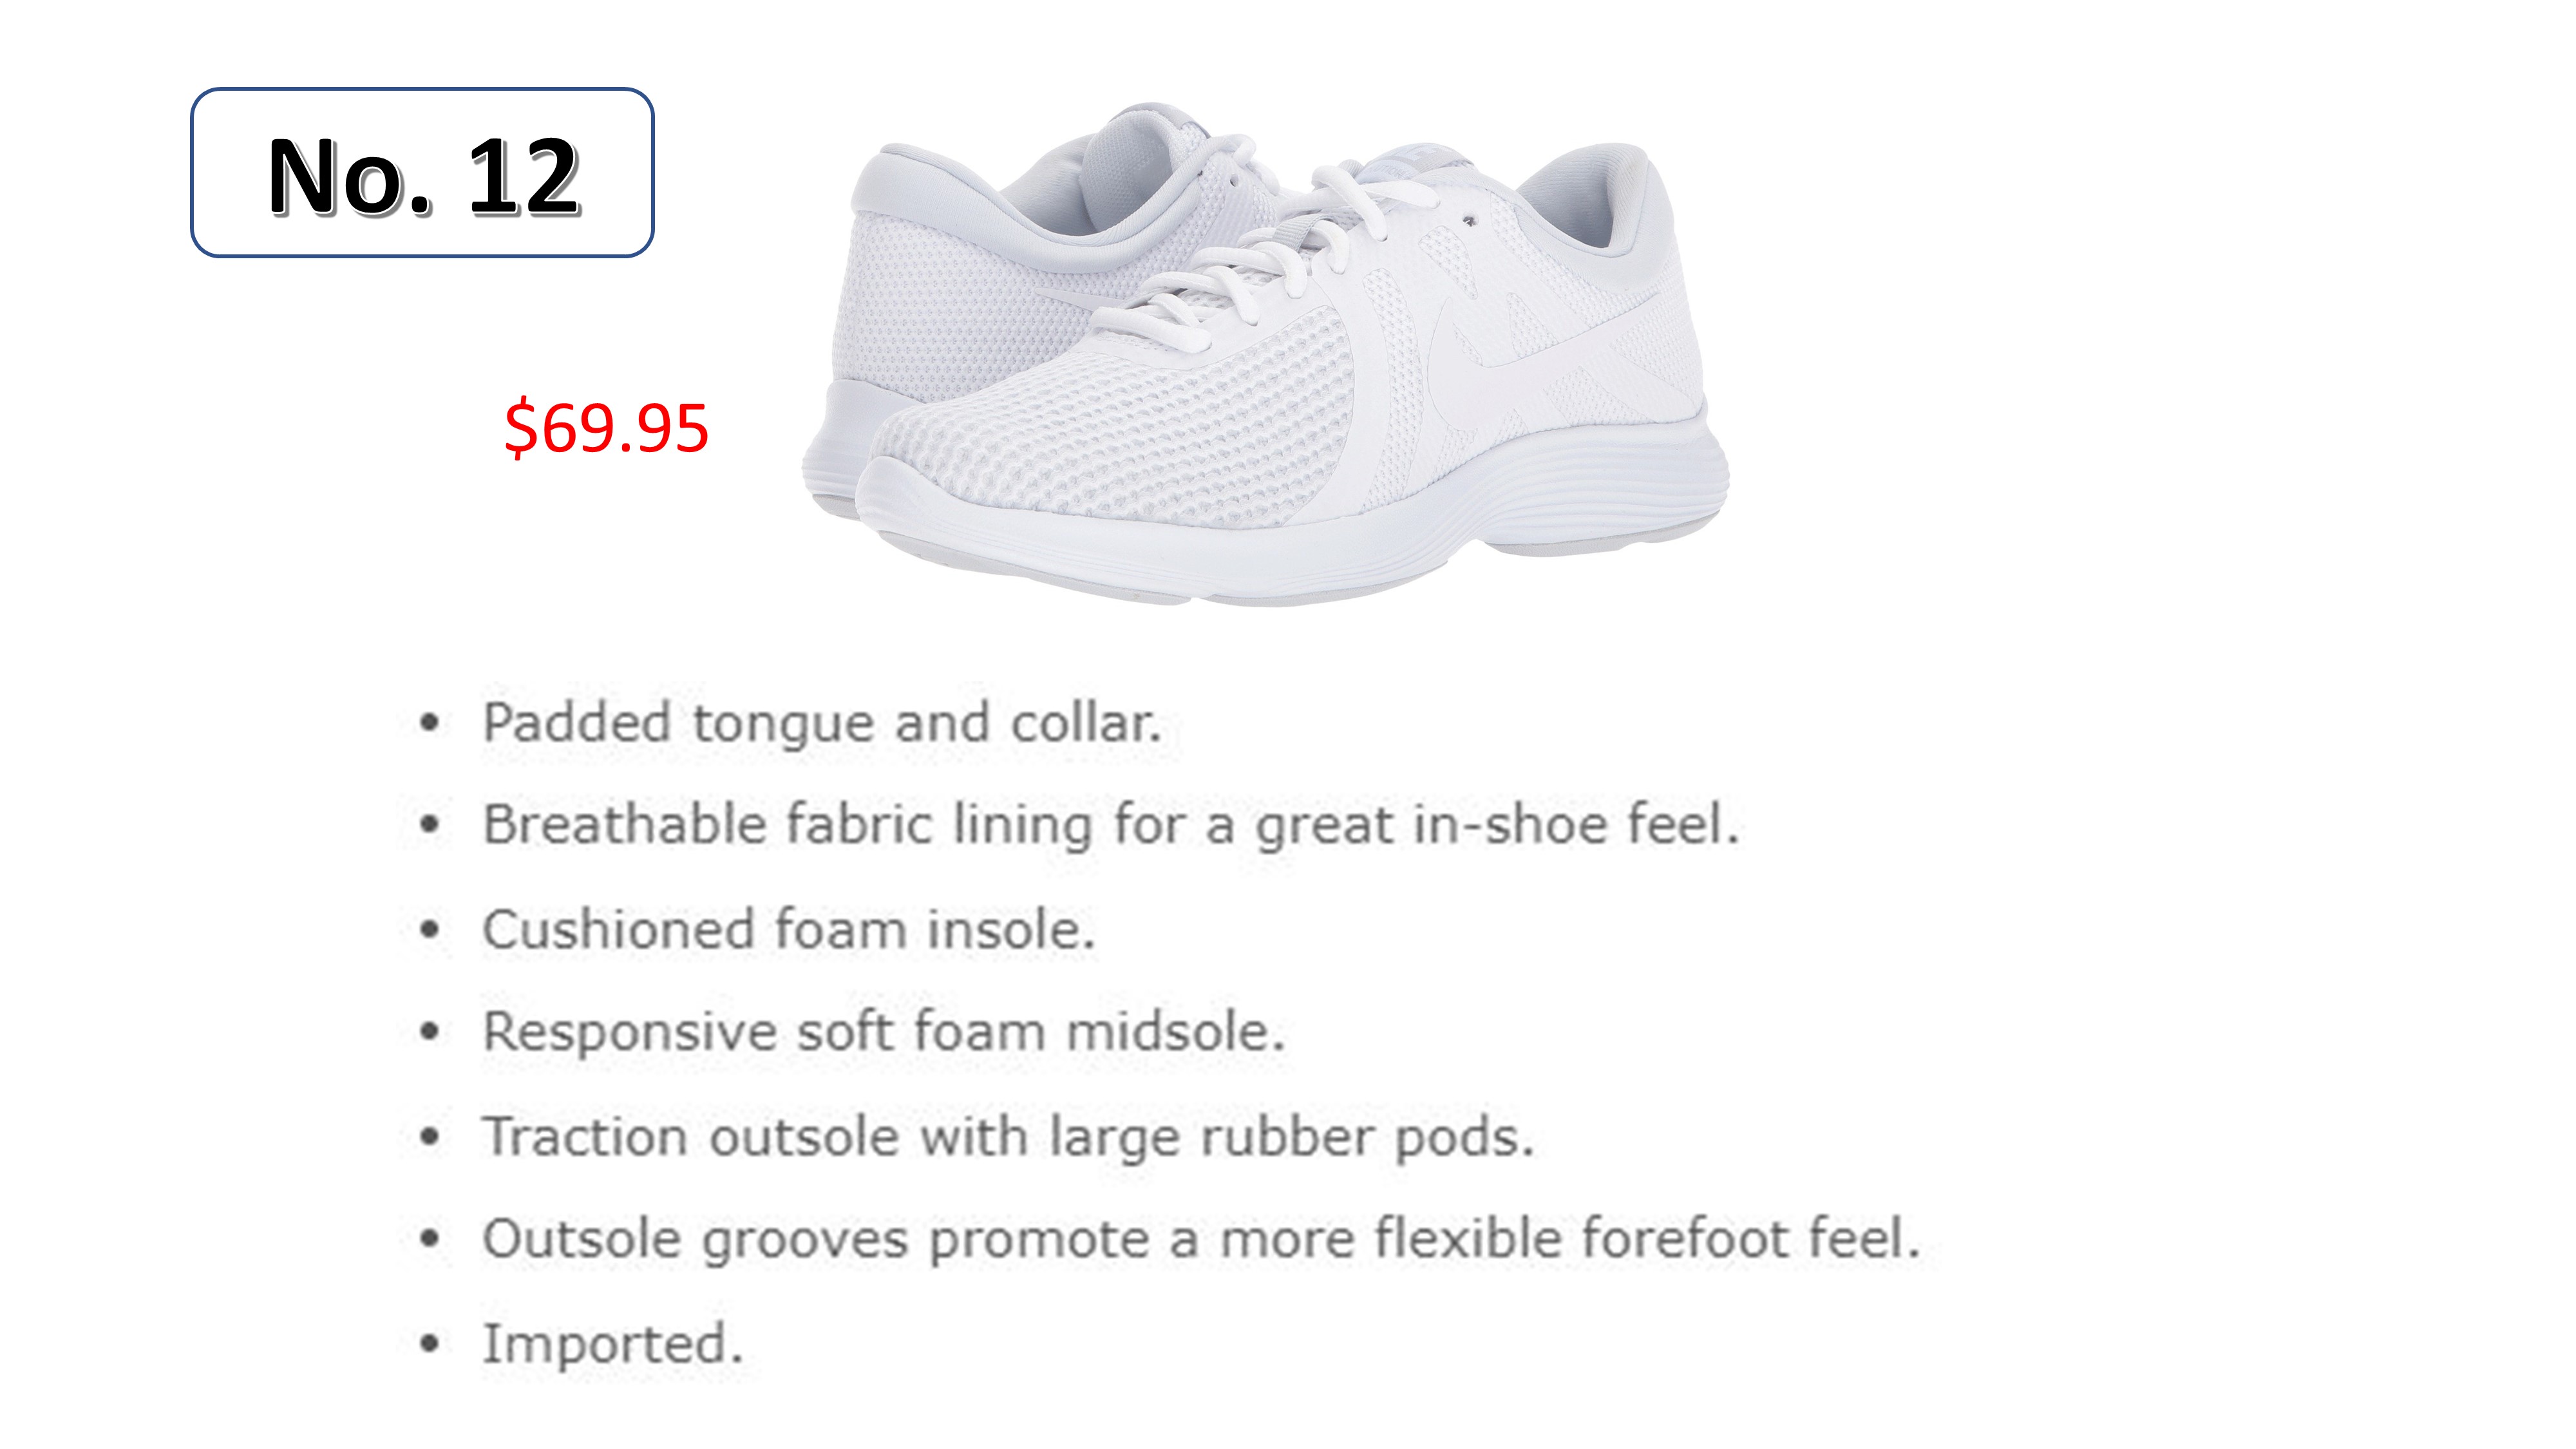 No. 12
$69.95
• Padded tongue and collar.
• Breathable fabric lining for a great in-shoe feel.
• Cushioned foam insole.
• Responsive soft foam midsole.
• Traction outsole with large rubber pods.
• Outsole grooves promote a more flexible forefoot feel.
• Imported.